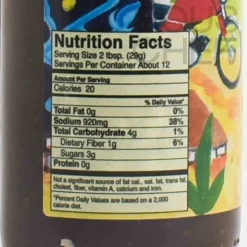 Nutrition Facts
Serving Size 2 tbsp. (29g)
Servings Per Container About 12
Amount Per Serving
Calories 20
% Daily Value*
Total Fat 0g 0%
Sodium 920mg 38%
Total Carbohydrate 4g 1%
Dietary Fiber 1g 6%
Sugars 3g
Protein 0g
Not a significant source of fat cal., sat. fat, trans fat,
cholest, fiber, vitamin A, calcium and iron.
*Percent Daily Values are based on a 2,000
calorie diet.